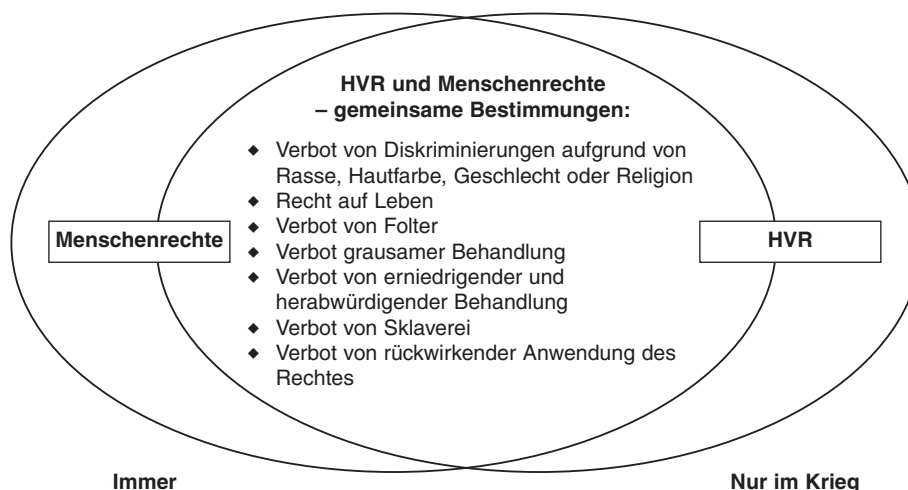 HVR und Menschenrechte
– gemeinsame Bestimmungen:
◆ Verbot von Diskriminierungen aufgrund von
Rasse, Hautfarbe, Geschlecht oder Religion
◆ Recht auf Leben
◆ Verbot von Folter
◆ Verbot grausamer Behandlung
◆ Verbot von erniedrigender und
herabwürdigender Behandlung
◆ Verbot von Sklaverei
◆ Verbot von rückwirkender Anwendung des
Rechtes
Menschenrechte
HVR
Immer
Nur im Krieg